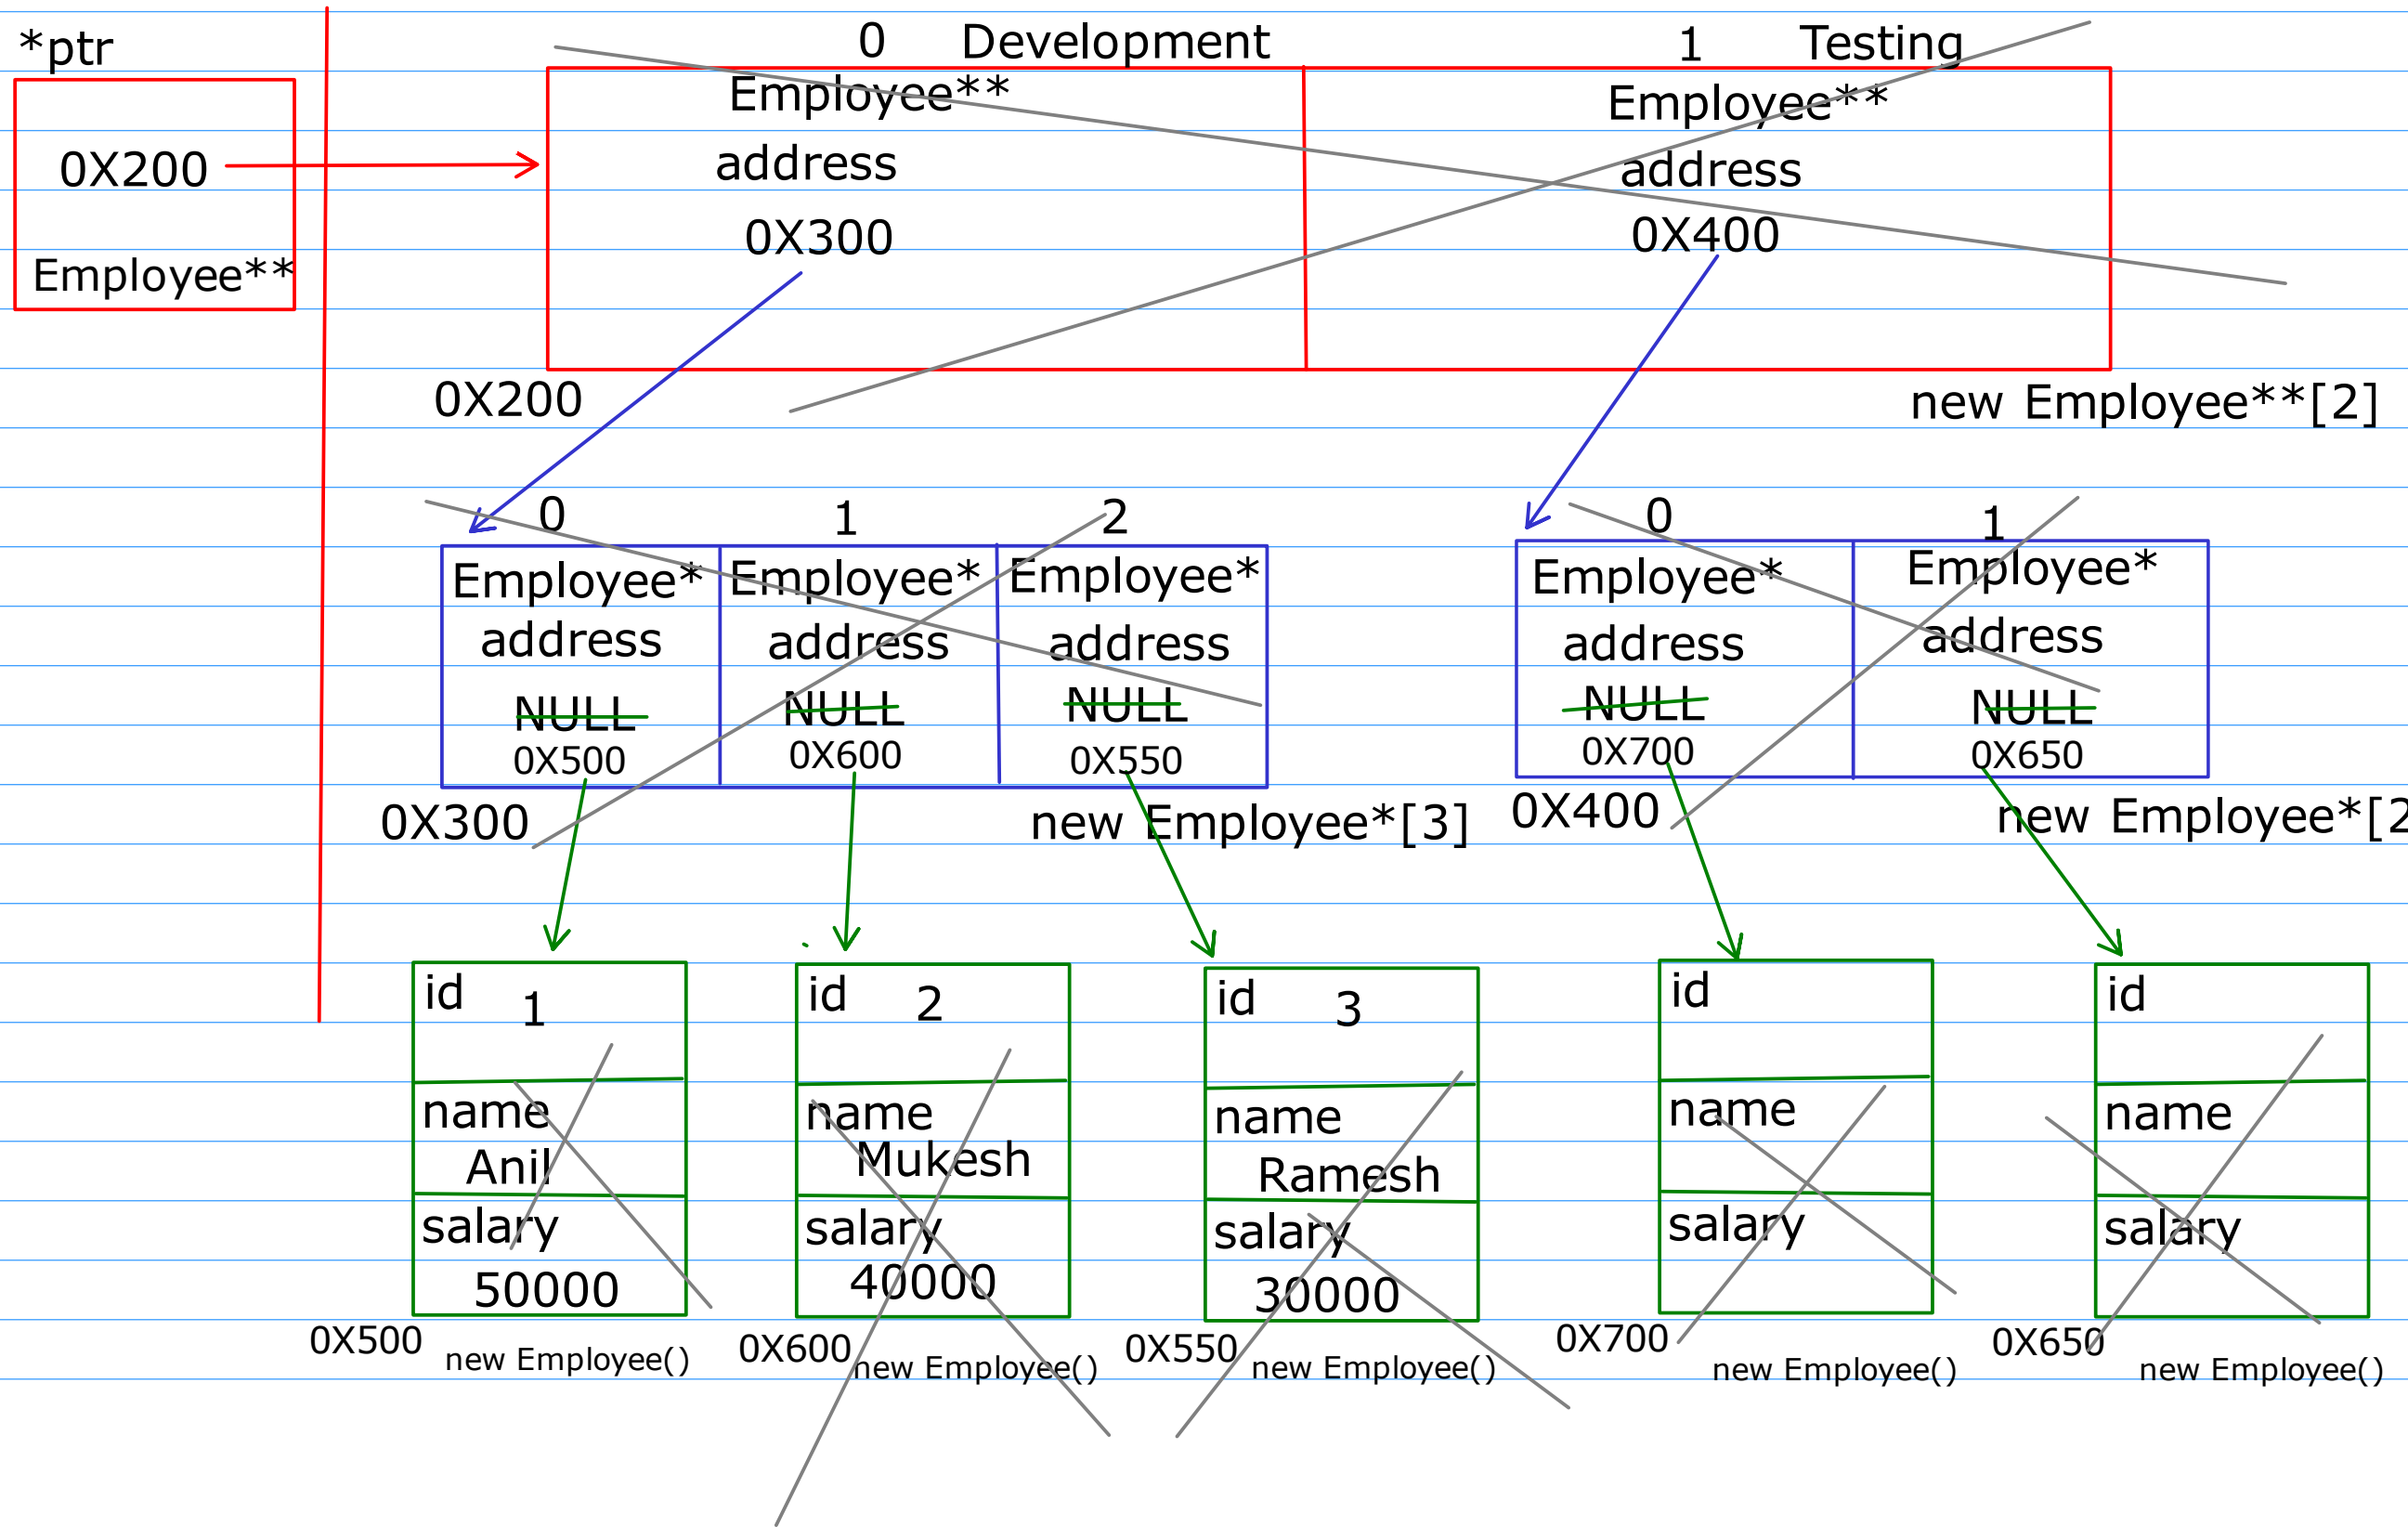 *ptr
0X200
Employee**
0 Development
1 Testing
Employee**
address
0X300
Employee**
address
0X400
0X200
new Employee**[2]
0 1 2
Employee* Employee* Employee*
address address address
NULL NULL NULL
0X500 0X600 0X550
0X300
new Employee*[3]
0 1
Employee* Employee*
address address
NULL NULL
0X700 0X650
0X400
new Employee*[2
id 1
name
Anil
salary
50000
0X500
new Employee()
id 2
name
Mukesh
salary
40000
0X600
new Employee()
id 3
name
Ramesh
salary
30000
0X550
new Employee()
id
name
salary
0X700
new Employee()
id
name
salary
0X650
new Employee()